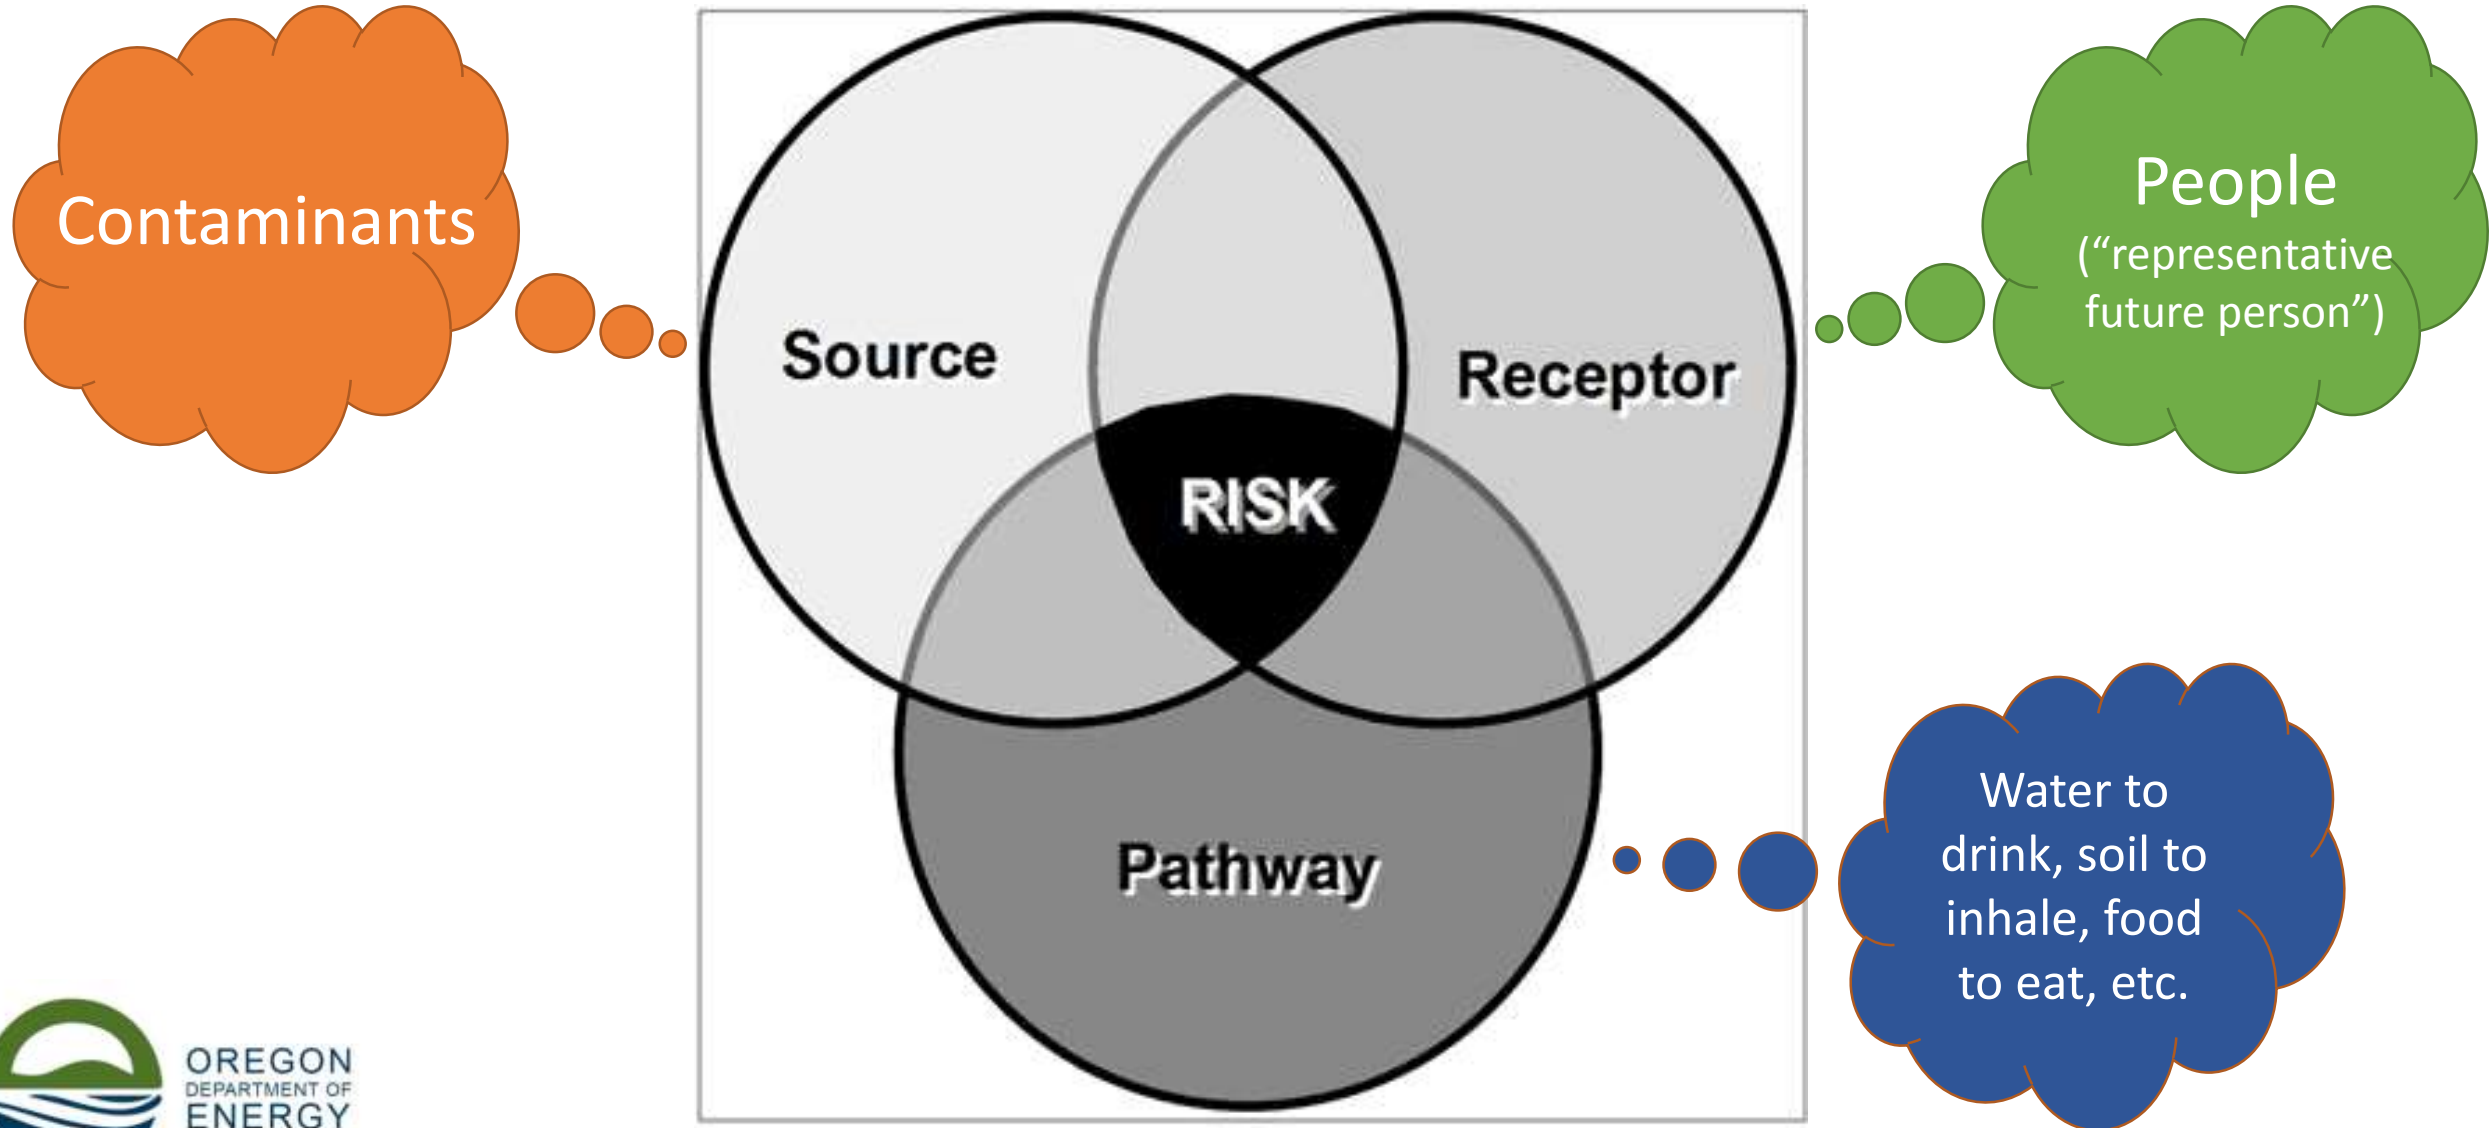 Contaminants
People
(“representative
future person”)
Source
Receptor
RISK
Pathway
Water to
drink, soil to
inhale, food
to eat, etc.
OREGON
DEPARTMENT OF
ENERGY